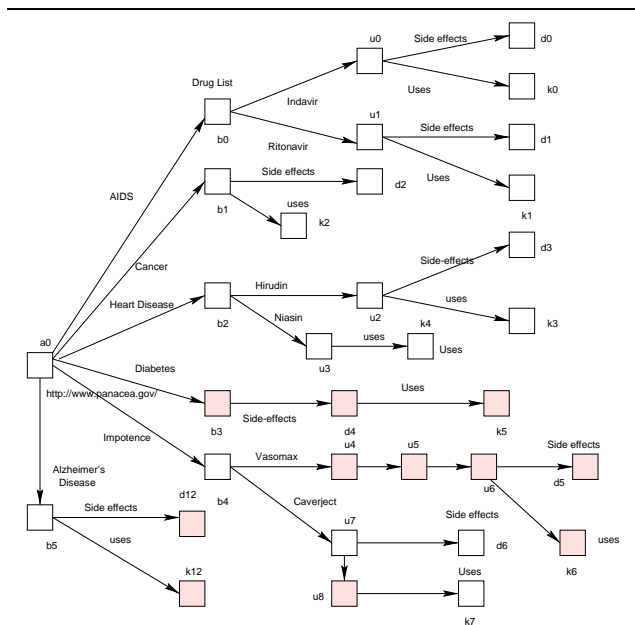 u0
Side effects
d0
Drug List
Indavir
Uses
k0
b0
u1
Side effects
d1
Ritonavir
Uses
k1
AIDS
Side effects
d2
b1
uses
k2
Cancer
Side-effects
d3
Heart Disease
Hirudin
b2
u2
uses
k3
Niasin
k4
uses
Uses
u3
a0
http://www.panacea.gov/
Diabetes
b3
Side-effects
d4
Uses
k5
Impotence
Vasomax
u4
u5
u6
Side effects
d5
b4
Caverject
uses
k6
Alzheimer's
Disease
b5
Side effects
d12
uses
k12
u7
Side effects
d6
u8
Uses
k7